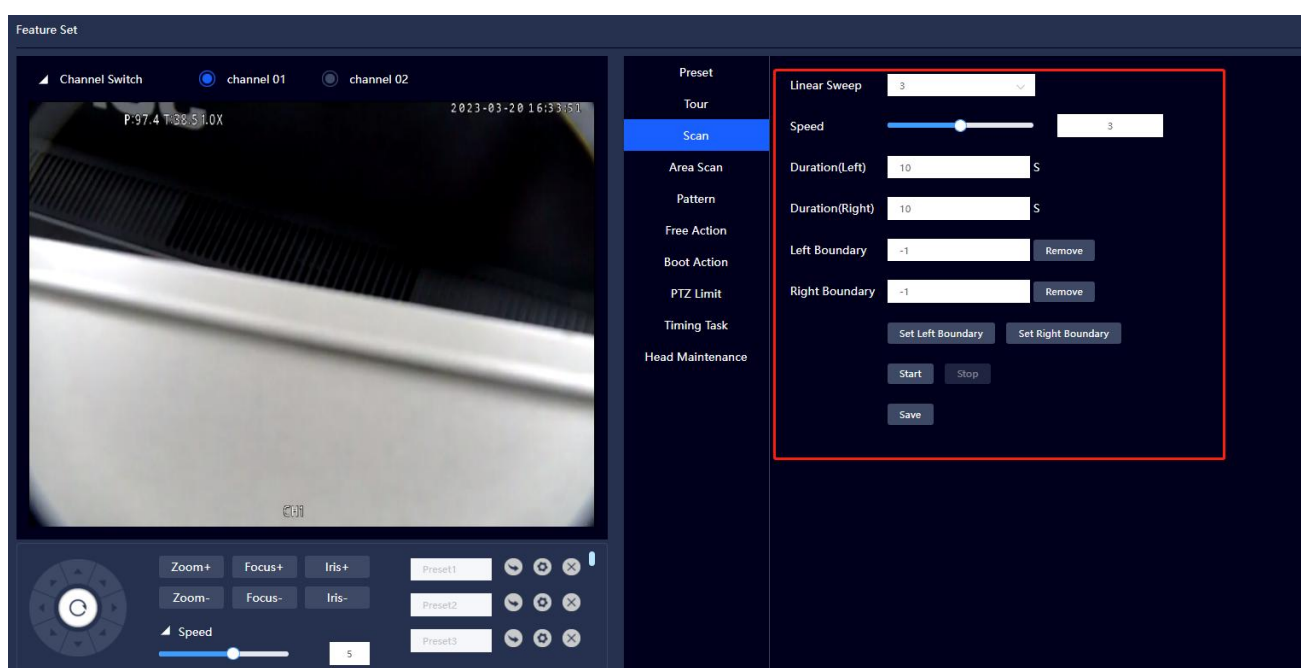 Feature Set
Channel Switch channel 01 channel 02
2023-03-20 16:33:51
P:97.4 T:38.5 1.0X
CH1
Zoom+ Focus+ Iris+
Zoom- Focus- Iris-
Speed
5
Preset1
Preset2
Preset3
Preset
Tour
Scan
Area Scan
Pattern
Free Action
Boot Action
PTZ Limit
Timing Task
Head Maintenance
Linear Sweep 3
Speed 3
Duration(Left) 10 S
Duration(Right) 10 S
Left Boundary -1 Remove
Right Boundary -1 Remove
Set Left Boundary Set Right Boundary
Start Stop
Save